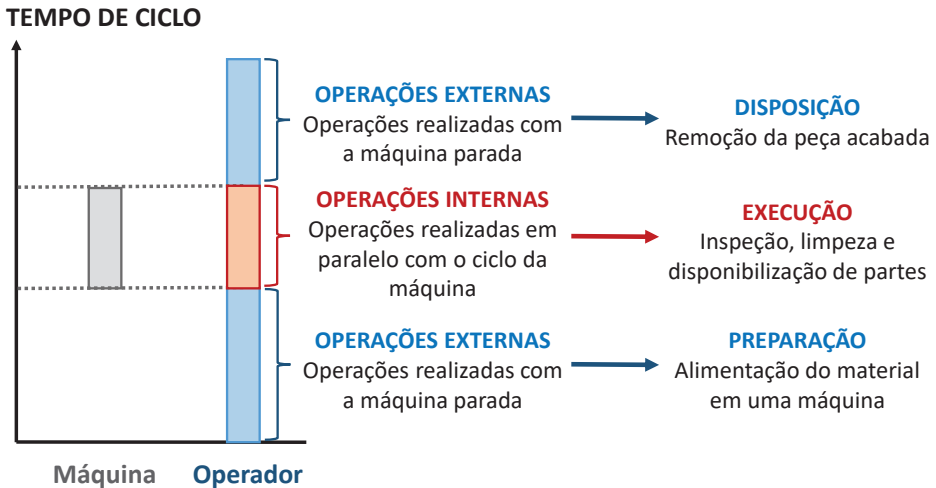 TEMPO DE CICLO
OPERAÇÕES EXTERNAS
Operações realizadas com
a máquina parada
DISPOSIÇÃO
Remoção da peça acabada
OPERAÇÕES INTERNAS
Operações realizadas em
paralelo com o ciclo da
máquina
EXECUÇÃO
Inspeção, limpeza e
disponibilização de partes
OPERAÇÕES EXTERNAS
Operações realizadas com
a máquina parada
PREPARAÇÃO
Alimentação do material
em uma máquina
Máquina
Operador